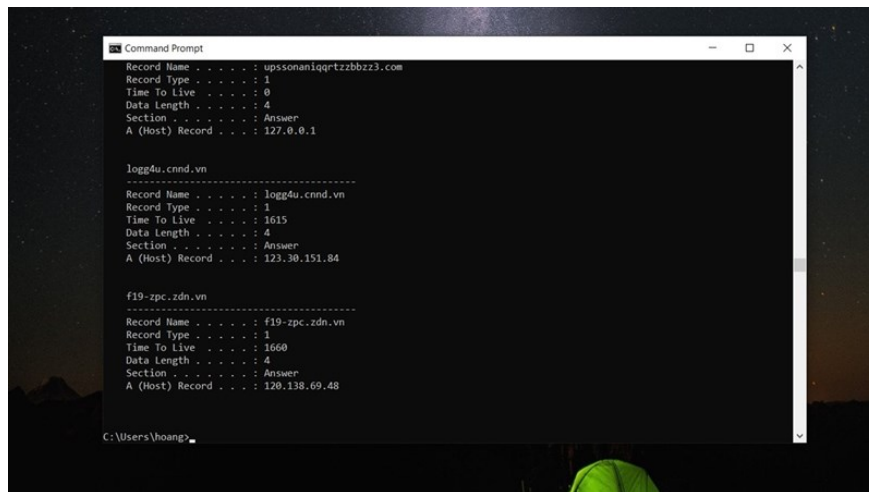 Command Prompt
Record Name . . . . . : upssonaniqqrtzzbbzz3.com
Record Type . . . . . : 1
Time To Live  . . . . : 0
Data Length . . . . . : 4
Section . . . . . . . : Answer
A (Host) Record . . . : 127.0.0.1
logg4u.cnnd.vn
----------------------------------------
Record Name . . . . . : logg4u.cnnd.vn
Record Type . . . . . : 1
Time To Live  . . . . : 1615
Data Length . . . . . : 4
Section . . . . . . . : Answer
A (Host) Record . . . : 123.30.151.84
f19-zpc.zdn.vn
----------------------------------------
Record Name . . . . . : f19-zpc.zdn.vn
Record Type . . . . . : 1
Time To Live  . . . . : 1660
Data Length . . . . . : 4
Section . . . . . . . : Answer
A (Host) Record . . . : 120.138.69.48
C:\Users\hoang>_